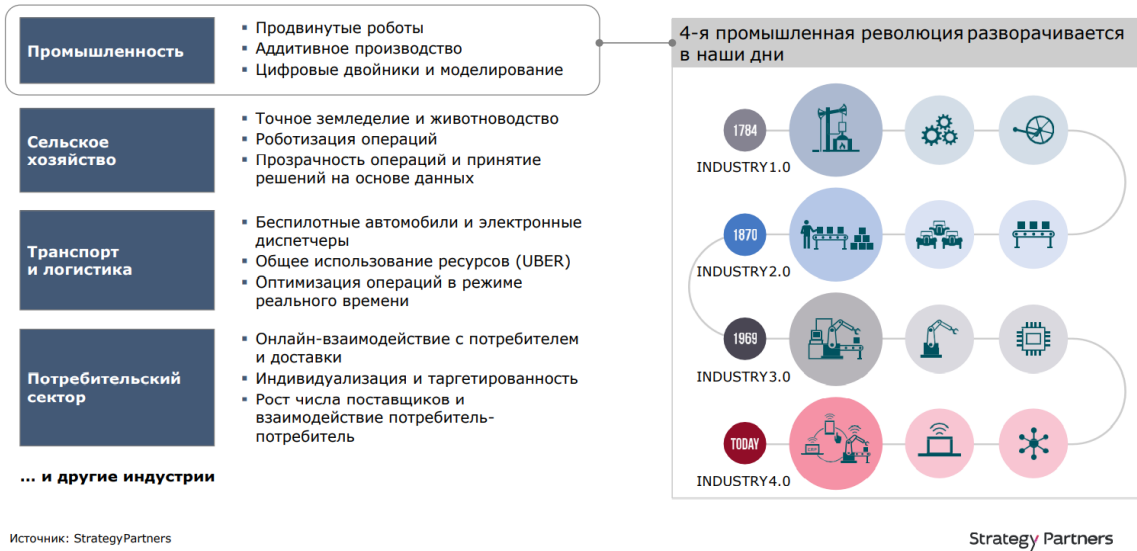 Промышленность
▪ Продвинутые роботы
▪ Аддитивное производство
▪ Цифровые двойники и моделирование
Сельское
хозяйство
▪ Точное земледелие и животноводство
▪ Роботизация операций
▪ Прозрачность операций и принятие
решений на основе данных
Транспорт
и логистика
▪ Беспилотные автомобили и электронные
диспетчеры
▪ Общее использование ресурсов (UBER)
▪ Оптимизация операций в режиме
реального времени
Потребительский
сектор
▪ Онлайн-взаимодействие с потребителем
и доставки
▪ Индивидуализация и таргетированность
▪ Рост числа поставщиков и
взаимодействие потребитель-
потребитель
... и другие индустрии
4-я промышленная революция разворачивается
в наши дни
1784
INDUSTRY1.0
1870
INDUSTRY2.0
1969
INDUSTRY3.0
TODAY
INDUSTRY4.0
Источник: StrategyPartners
Strategy Partners